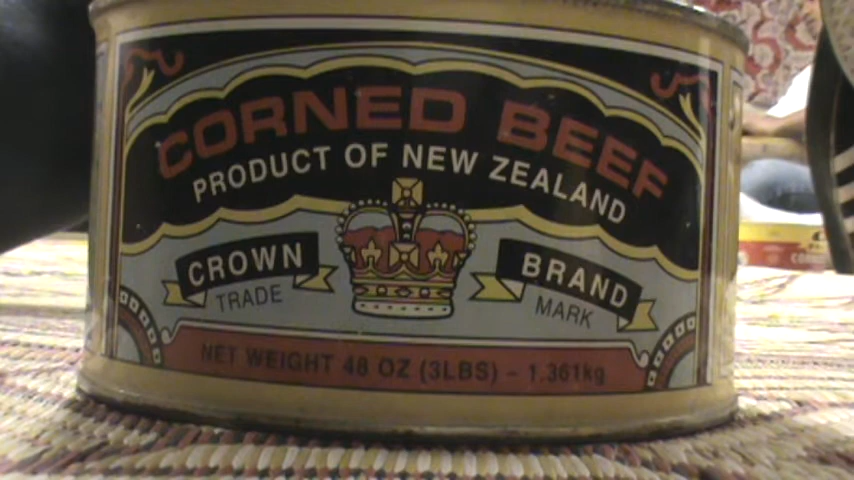 CORNED BEEF
PRODUCT OF NEW ZEALAND
CROWN BRAND
TRADE MARK
NET WEIGHT 48 OZ (3LBS) – 1.361kg